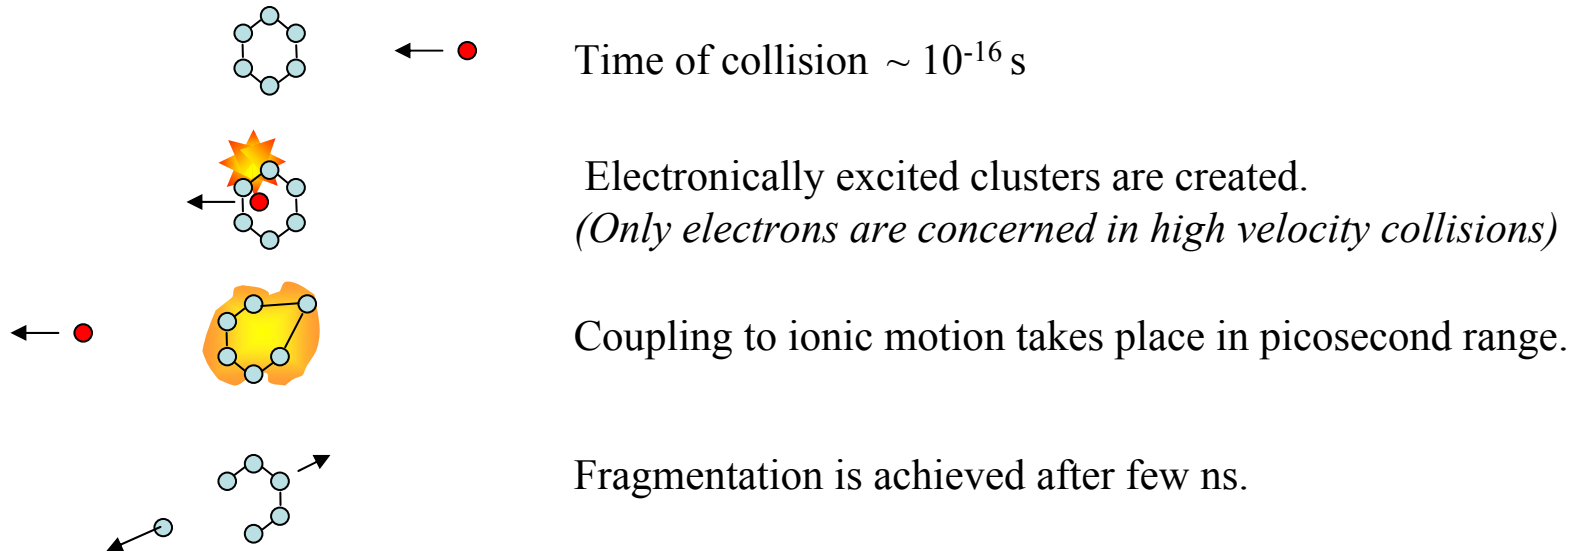 Time of collision ~ 10⁻¹⁶ s
Electronically excited clusters are created.
(Only electrons are concerned in high velocity collisions)
Coupling to ionic motion takes place in picosecond range.
Fragmentation is achieved after few ns.